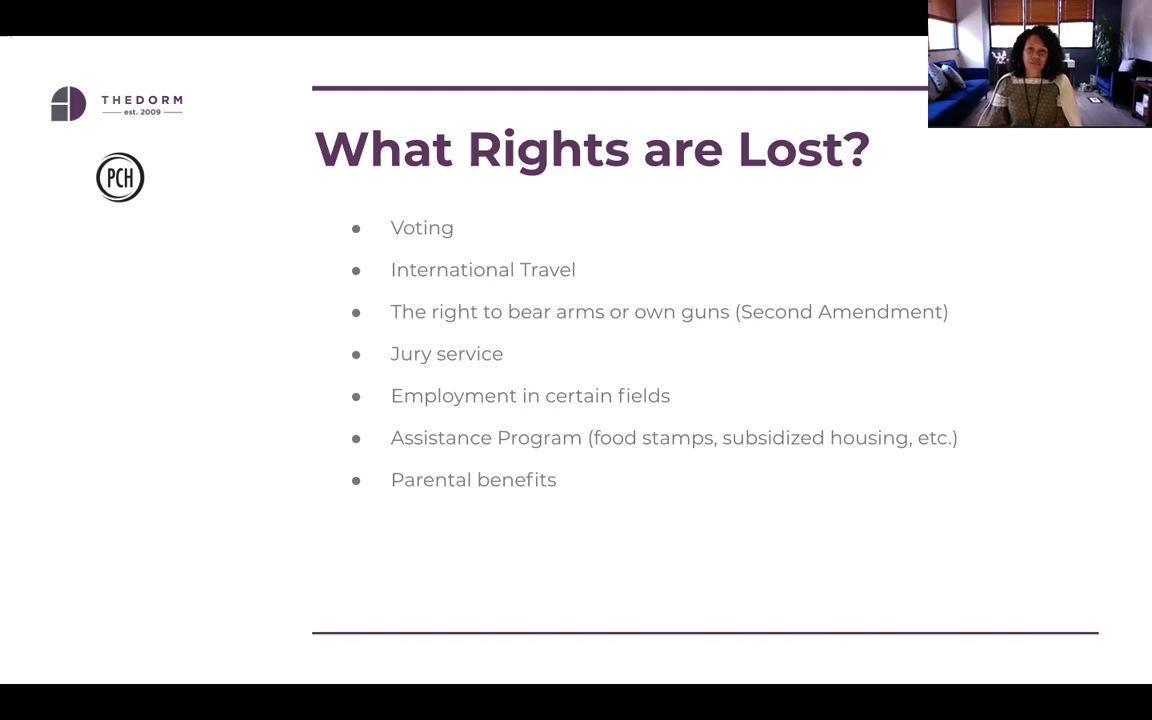 THEDORM
est. 2009
PCH
What Rights are Lost?
Voting
International Travel
The right to bear arms or own guns (Second Amendment)
Jury service
Employment in certain fields
Assistance Program (food stamps, subsidized housing, etc.)
Parental benefits